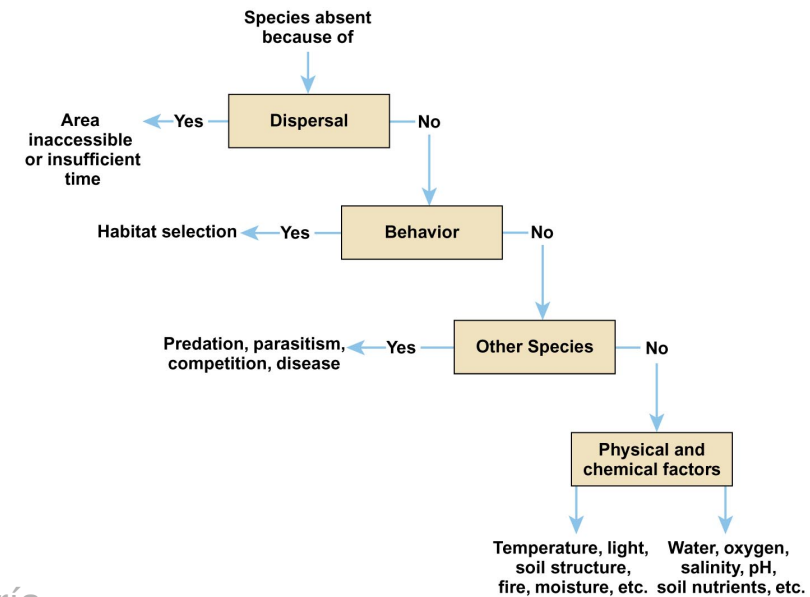 Species absent
because of
Dispersal
Yes
No
Area
inaccessible
or insufficient
time
Behavior
Yes
No
Habitat selection
Other Species
Yes
No
Predation, parasitism,
competition, disease
Physical and
chemical factors
Temperature, light,
soil structure,
fire, moisture, etc.
Water, oxygen,
salinity, pH,
soil nutrients, etc.